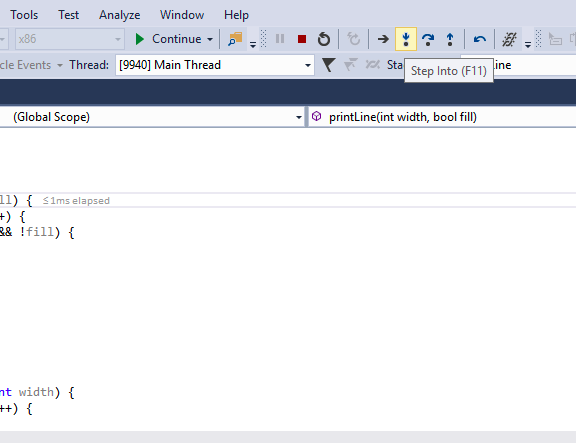 Tools Test Analyze Window Help
x86 Continue
cle Events Thread: [9940] Main Thread Sta ine
Step Into (F11)
(Global Scope) printLine(int width, bool fill)
ll) { ≤1ms elapsed
+) {
&& !fill) {
nt width) {
++) {